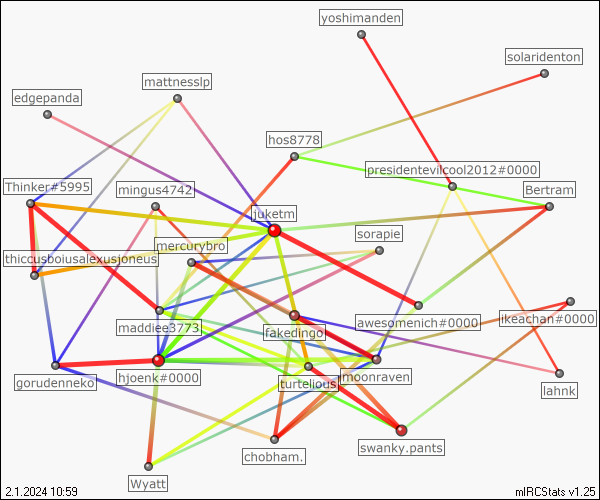 yoshimanden
solaridenton
mattnesslp
edgepanda
hos8778
presidentevilcool2012#0000
Thinker#5995
mingus4742
Bertram
juketm
sorapie
mercurybro
thiccusboiusalexusjoneus
ikeachan#0000
maddiee3773
fakedingo
awesomenich#0000
gorudenneko
hjoenk#0000
turtelious
moonraven
lahnk
swanky.pants
chobham.
Wyatt
2.1.2024 10:59
mIRCStats v1.25